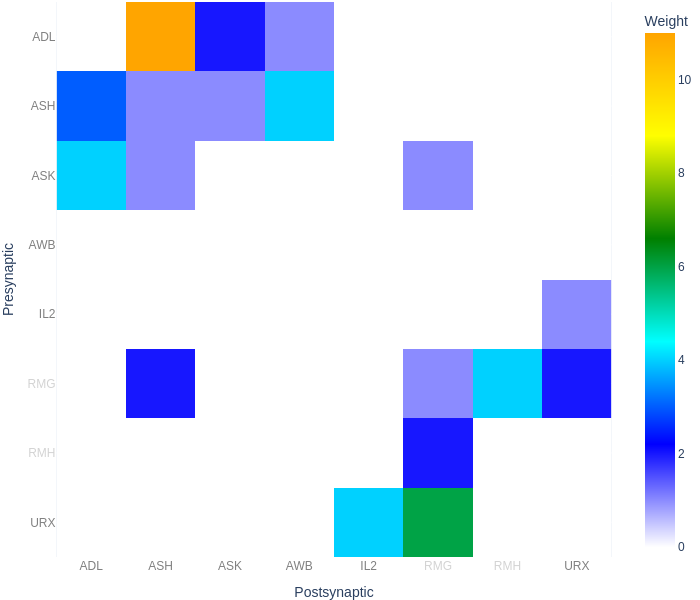 Weight
ADL
ASH
ASK
AWB
IL2
RMG
RMH
URX
Presynaptic
10
8
6
4
2
0
ADL ASH ASK AWB IL2 RMG RMH URX
Postsynaptic